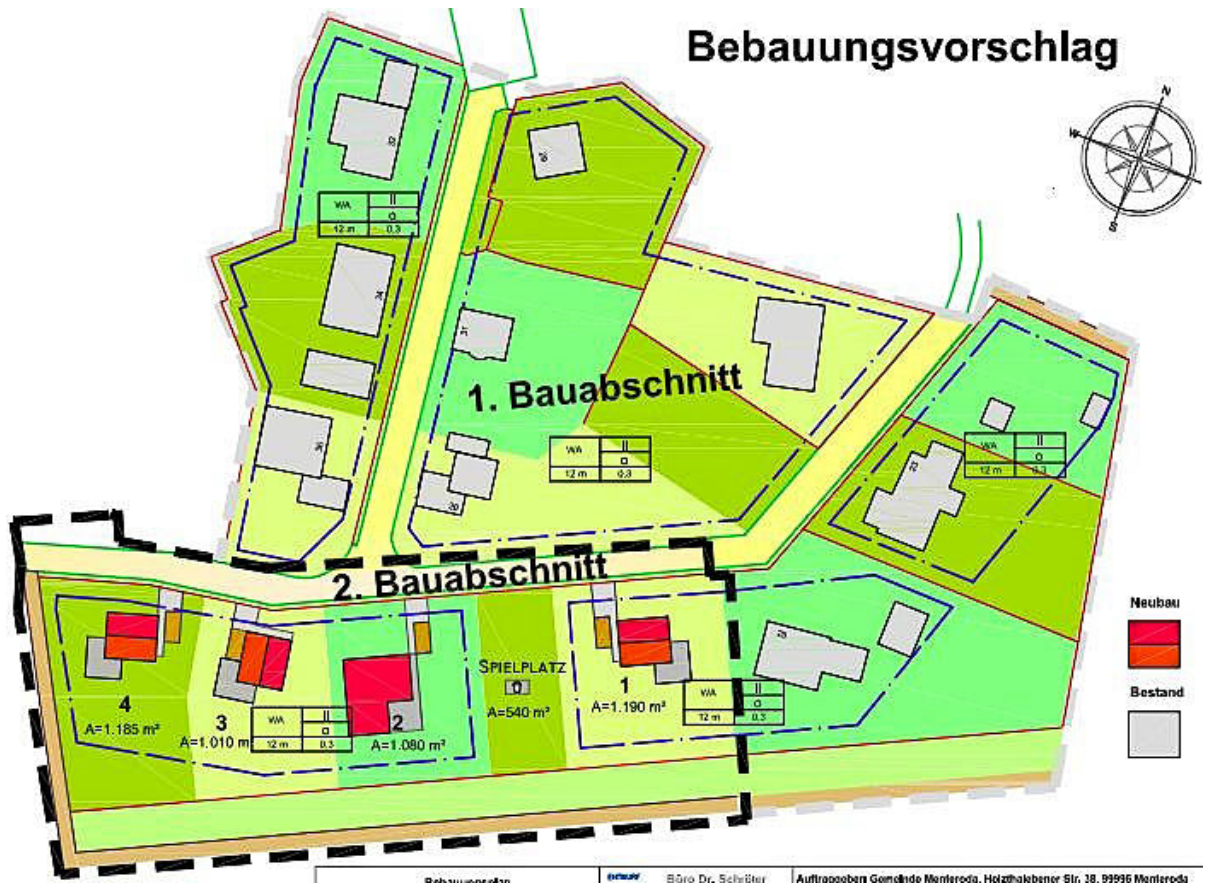 Bebauungsvorschlag
N
W
S
WA II
o
12 m 0,3
1. Bauabschnitt
WA II
o
12 m 0,3
WA II
o
12 m 0,3
2. Bauabschnitt
Neubau
Bestand
SPIELPLATZ
A=540 m²
1
A=1.190 m²
WA II
o
12 m 0,3
2
A=1.080 m²
3
A=1.010 m
WA II
o
12 m 0,3
4
A=1.185 m²
Bebauungsplan
Büro Dr. Schröter
Auftraggeber: Gemeinde Menteroda, Holzthalebener Str. 38, 99996 Menteroda